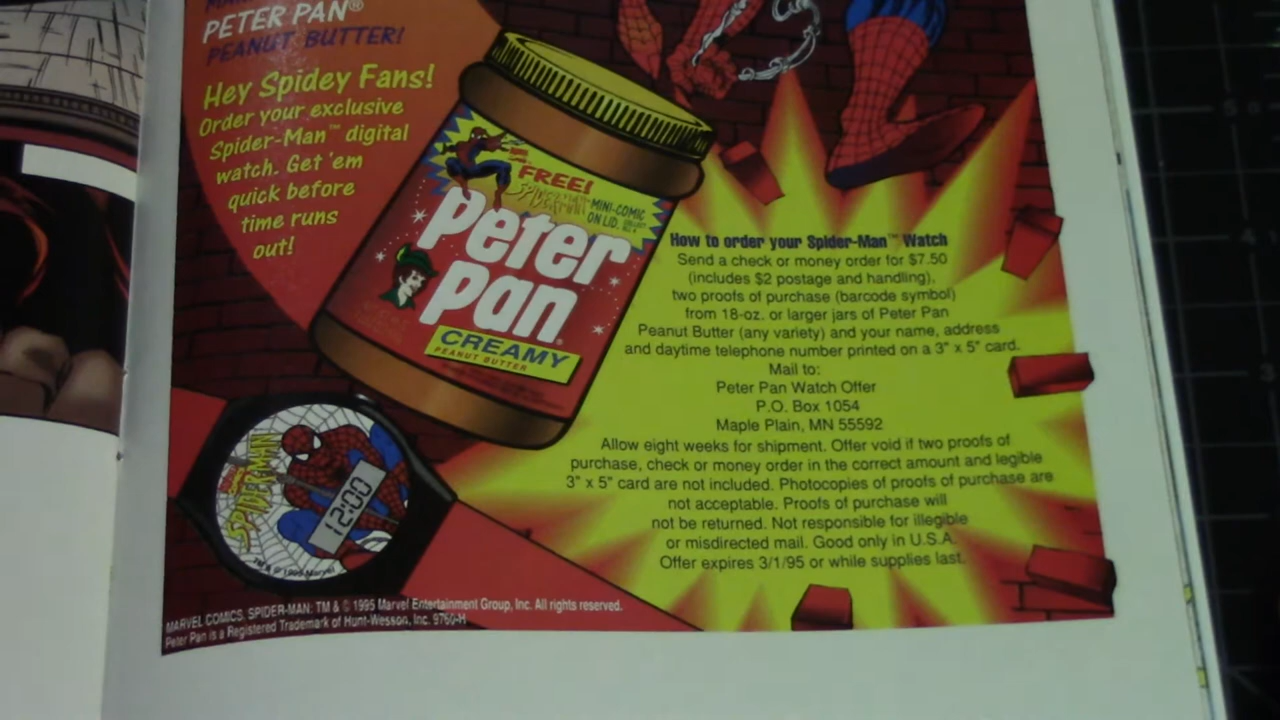 PETER PAN®
PEANUT BUTTER!
Hey Spidey Fans!
Order your exclusive
Spider-Man™ digital
watch. Get 'em
quick before
time runs
out!
FREE!
SPIDER-MAN
MINI-COMIC
ON LID.
Peter
Pan
CREAMY
PEANUT BUTTER
How to order your Spider-Man™ Watch
Send a check or money order for $7.50
(includes $2 postage and handling),
two proofs of purchase (barcode symbol)
from 18-oz. or larger jars of Peter Pan
Peanut Butter (any variety) and your name, address
and daytime telephone number printed on a 3" x 5" card.
Mail to:
Peter Pan Watch Offer
P.O. Box 1054
Maple Plain, MN 55592
Allow eight weeks for shipment. Offer void if two proofs of
purchase, check or money order in the correct amount and legible
3" x 5" card are not included. Photocopies of proofs of purchase are
not acceptable. Proofs of purchase will
not be returned. Not responsible for illegible
or misdirected mail. Good only in U.S.A.
Offer expires 3/1/95 or while supplies last.
SPIDER-MAN
12:00
TM & © 1995 Marvel
MARVEL COMICS, SPIDER-MAN: TM & © 1995 Marvel Entertainment Group, Inc. All rights reserved.
Peter Pan is a Registered Trademark of Hunt-Wesson, Inc. 9760-H